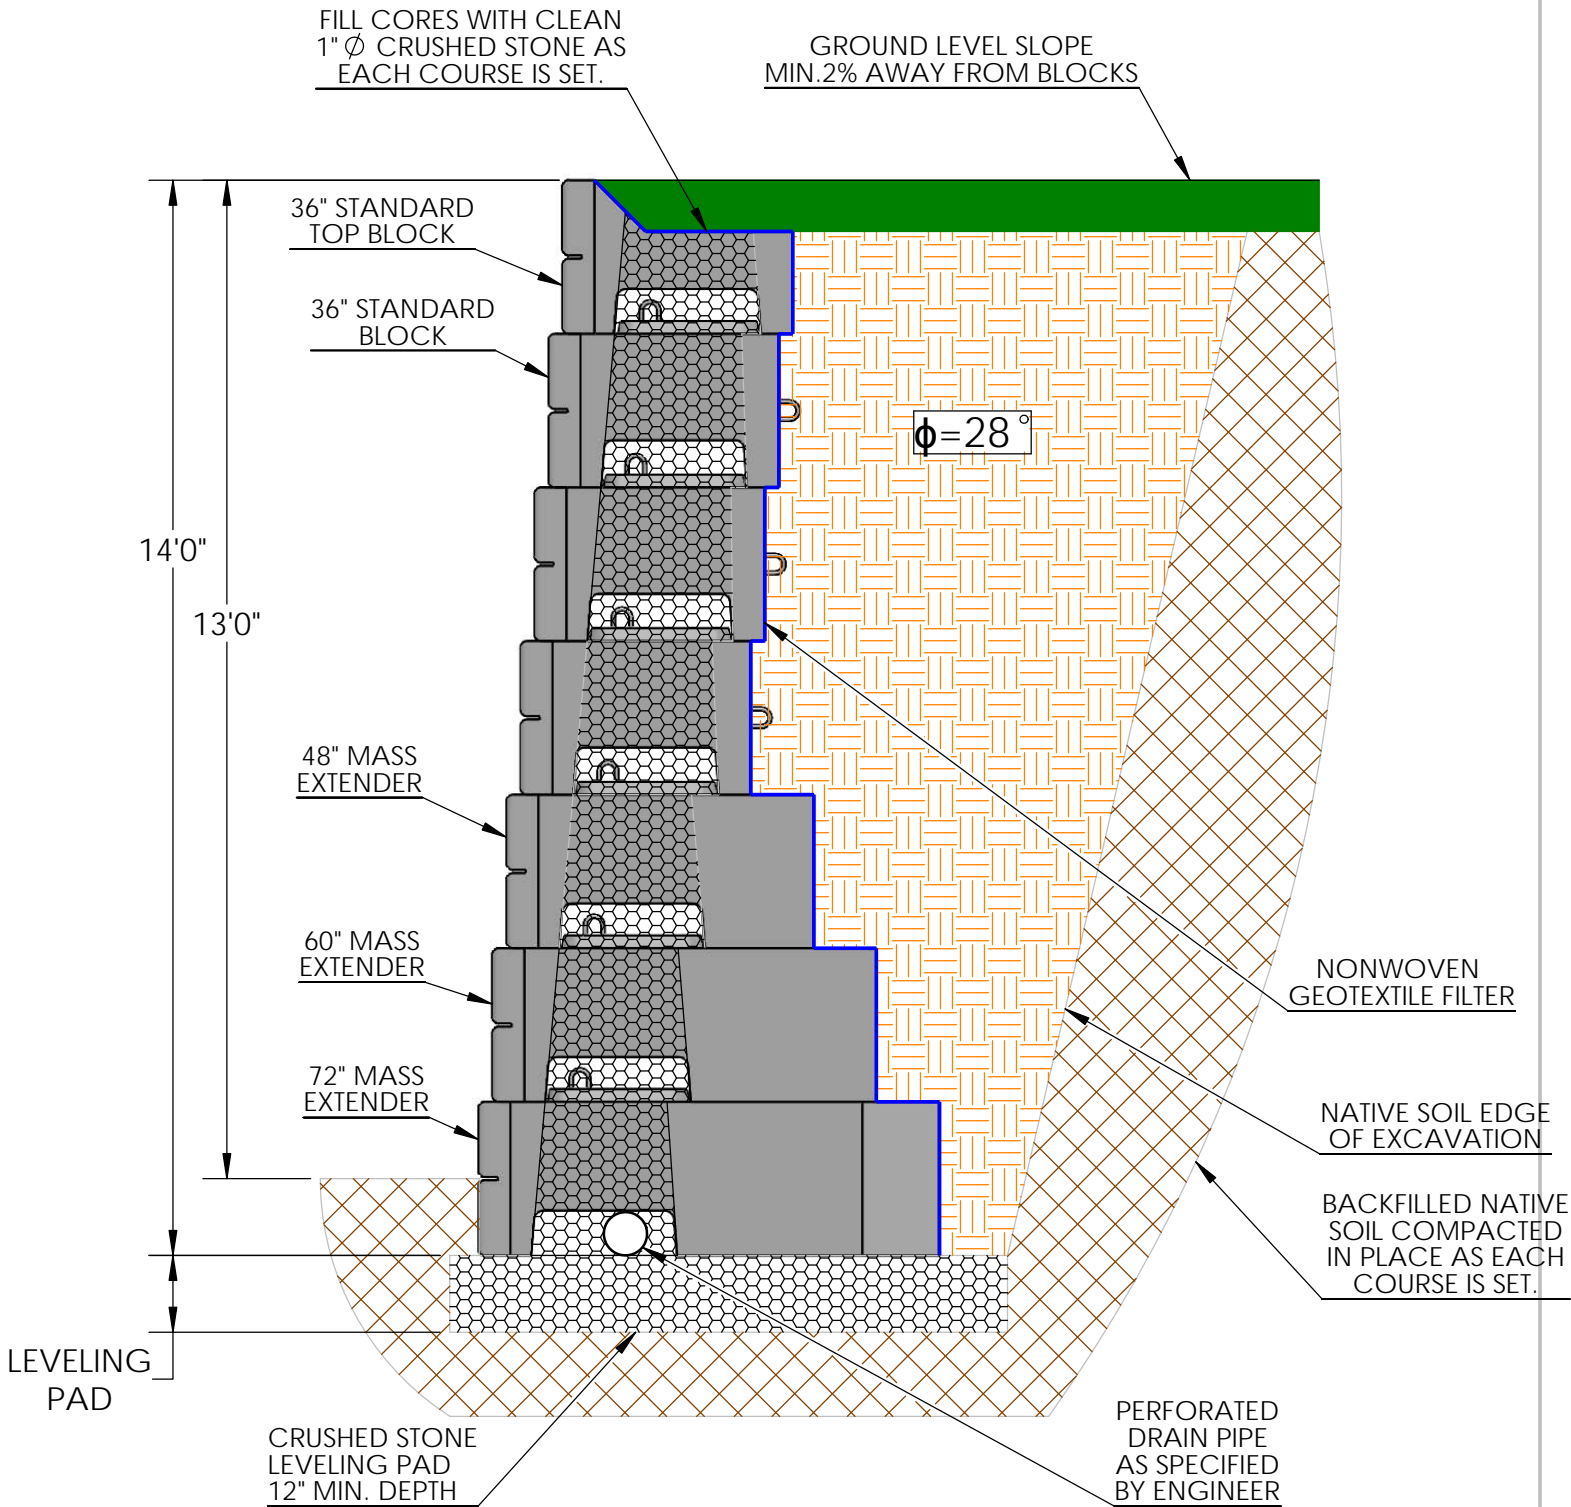 FILL CORES WITH CLEAN
1"Ø CRUSHED STONE AS
EACH COURSE IS SET.
GROUND LEVEL SLOPE
MIN.2% AWAY FROM BLOCKS
36" STANDARD
TOP BLOCK
36" STANDARD
BLOCK
ϕ=28°
14'0"
13'0"
48" MASS
EXTENDER
60" MASS
EXTENDER
72" MASS
EXTENDER
NONWOVEN
GEOTEXTILE FILTER
NATIVE SOIL EDGE
OF EXCAVATION
BACKFILLED NATIVE
SOIL COMPACTED
IN PLACE AS EACH
COURSE IS SET.
LEVELING
PAD
CRUSHED STONE
LEVELING PAD
12" MIN. DEPTH
PERFORATED
DRAIN PIPE
AS SPECIFIED
BY ENGINEER